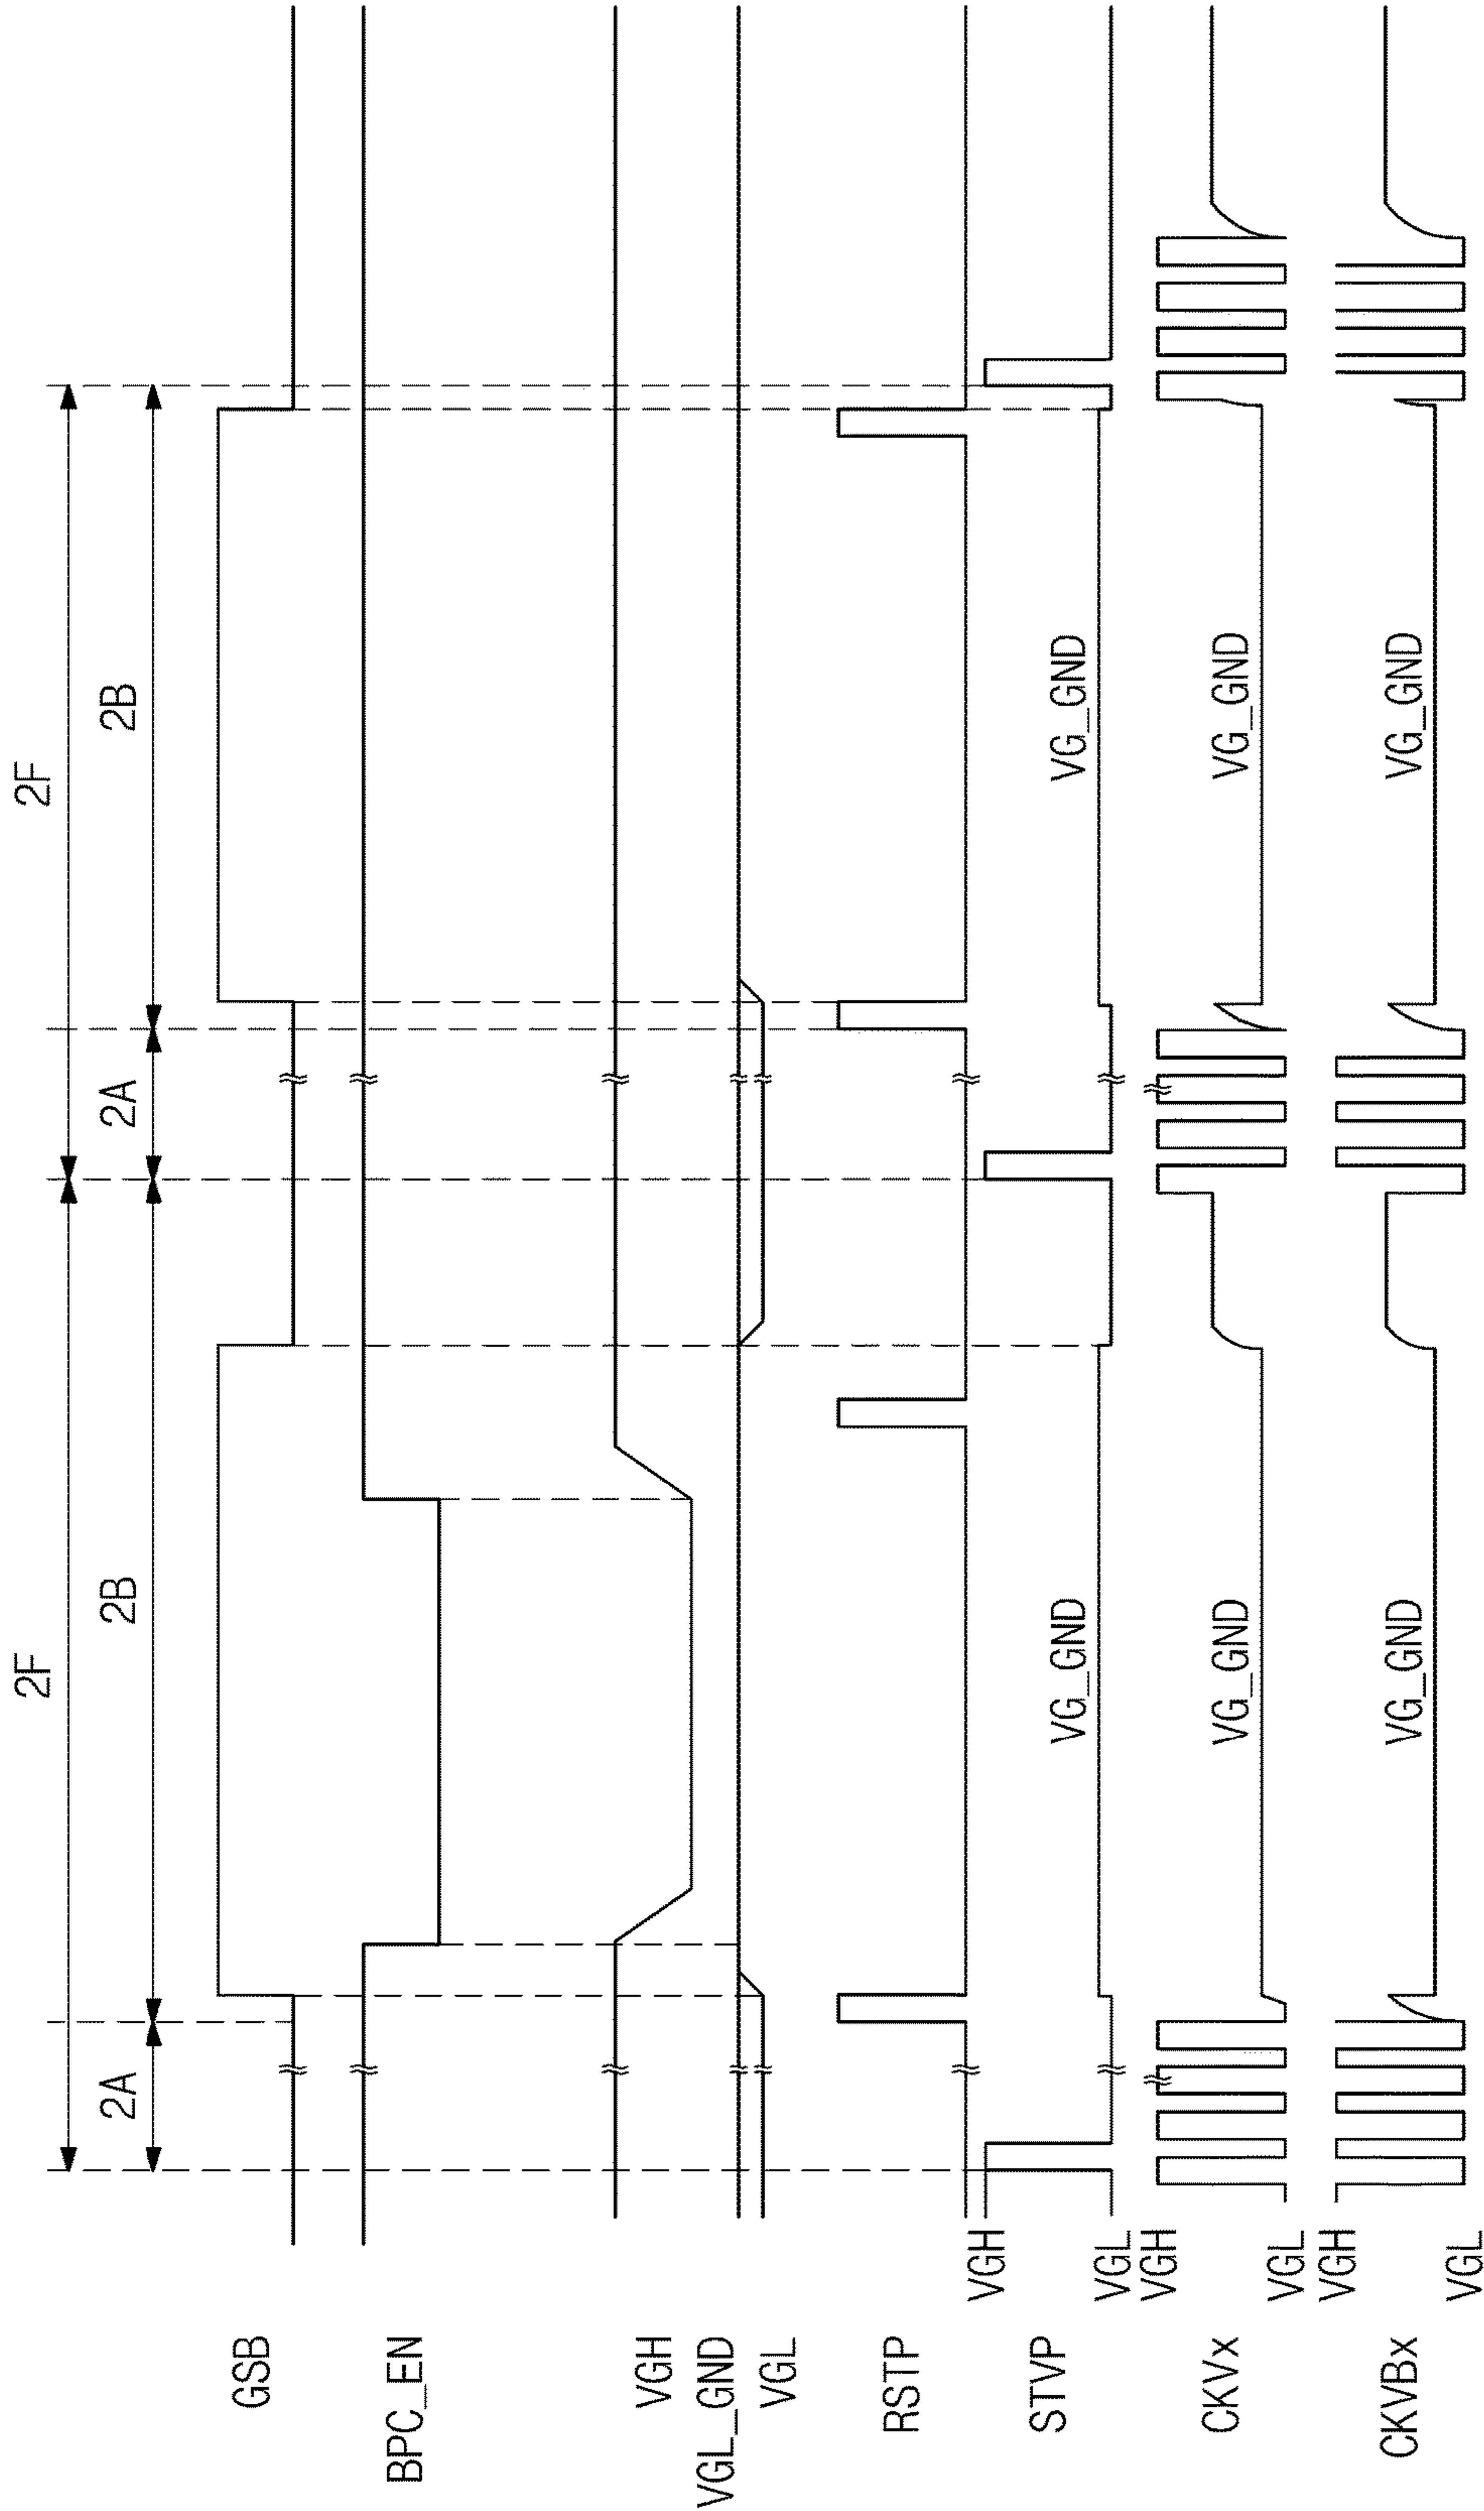 2F
2F
2A
2B
2A
2B
GSB
BPC_EN
VGH
VGL_GND
VGL
RSTP
VGH
STVP
VG_GND
VG_GND
VGL
VGH
CKVx
VG_GND
VG_GND
VGL
VGH
CKVBx
VG_GND
VG_GND
VGL